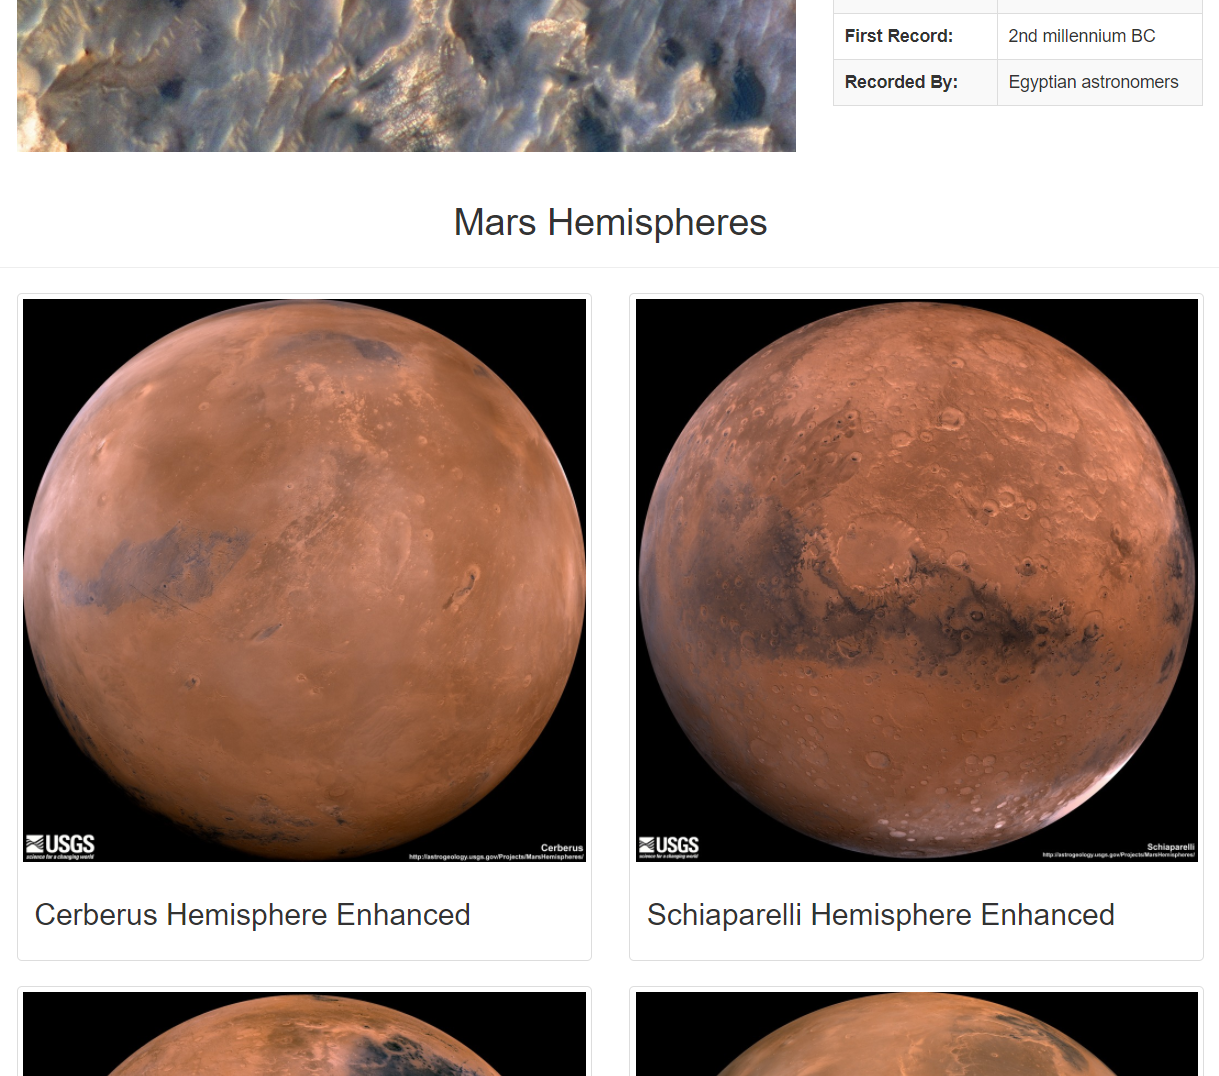 First Record: 2nd millennium BC
Recorded By: Egyptian astronomers
Mars Hemispheres
USGS
science for a changing world
Cerberus
http://astrogeology.usgs.gov/Projects/MarsHemispheres/
USGS
science for a changing world
Schiaparelli
http://astrogeology.usgs.gov/Projects/MarsHemispheres/
Cerberus Hemisphere Enhanced
Schiaparelli Hemisphere Enhanced